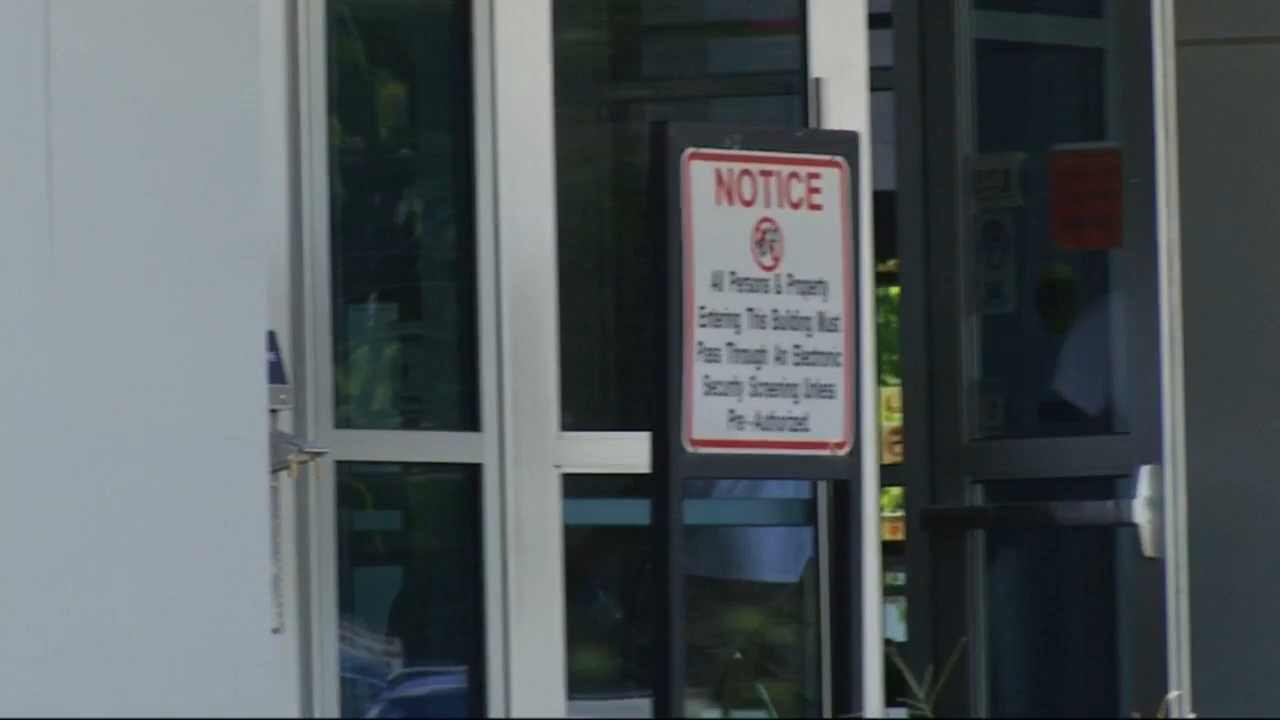 NOTICE
All Persons & Property
Entering This Building Must
Pass Through An Electronic
Security Screening Unless
Pre-Authorized